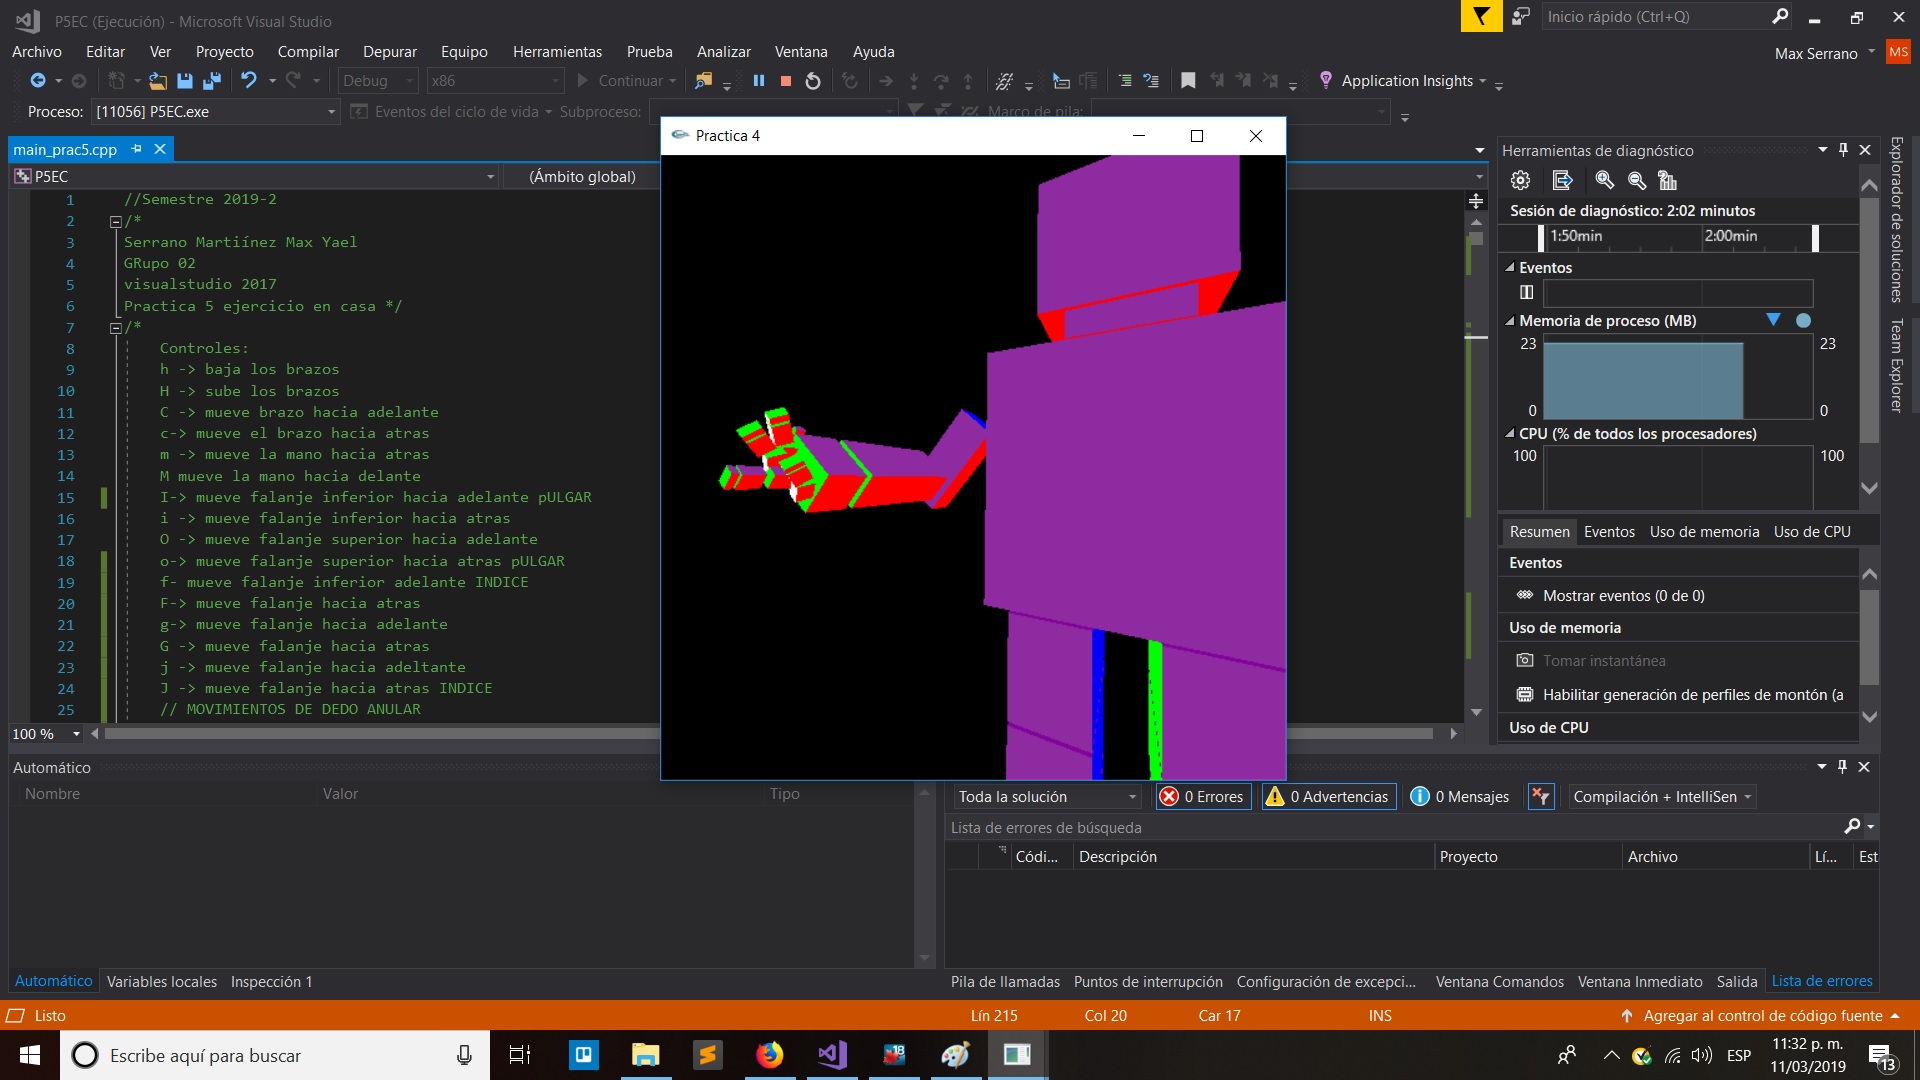 P5EC (Ejecución) - Microsoft Visual Studio
Inicio rápido (Ctrl+Q)
Archivo Editar Ver Proyecto Compilar Depurar Equipo Herramientas Prueba Analizar Ventana Ayuda
Max Serrano MS
Debug x86 Continuar Application Insights
Proceso: [11056] P5EC.exe Eventos del ciclo de vida Subproceso: Marco de pila:
Practica 4
main_prac5.cpp
P5EC (Ámbito global)
1 //Semestre 2019-2
2 /*
3 Serrano Martiínez Max Yael
4 GRupo 02
5 visualstudio 2017
6 Practica 5 ejercicio en casa */
7 /*
8 Controles:
9 h -> baja los brazos
10 H -> sube los brazos
11 C -> mueve brazo hacia adelante
12 c-> mueve el brazo hacia atras
13 m -> mueve la mano hacia atras
14 M mueve la mano hacia delante
15 I-> mueve falanje inferior hacia adelante pULGAR
16 i -> mueve falanje inferior hacia atras
17 O -> mueve falanje superior hacia adelante
18 o-> mueve falanje superior hacia atras pULGAR
19 f- mueve falanje inferior adelante INDICE
20 F-> mueve falanje hacia atras
21 g-> mueve falanje hacia adelante
22 G -> mueve falanje hacia atras
23 j -> mueve falanje hacia adeltante
24 J -> mueve falanje hacia atras INDICE
25 // MOVIMIENTOS DE DEDO ANULAR
100 %
Herramientas de diagnóstico
Sesión de diagnóstico: 2:02 minutos
1:50min 2:00min
Eventos
Memoria de proceso (MB)
23 23
0 0
CPU (% de todos los procesadores)
100 100
Resumen Eventos Uso de memoria Uso de CPU
Eventos
Mostrar eventos (0 de 0)
Uso de memoria
Tomar instantánea
Habilitar generación de perfiles de montón (a
Uso de CPU
Explorador de soluciones
Team Explorer
Automático
Nombre Valor Tipo
Automático Variables locales Inspección 1
Toda la solución 0 Errores 0 Advertencias 0 Mensajes Compilación + IntelliSen
Lista de errores de búsqueda
Códi... Descripción Proyecto Archivo Lí... Est
Pila de llamadas Puntos de interrupción Configuración de excepci... Ventana Comandos Ventana Inmediato Salida Lista de errores
Listo Lín 215 Col 20 Car 17 INS Agregar al control de código fuente
Escribe aquí para buscar
18
ESP
11:32 p. m.
11/03/2019
13